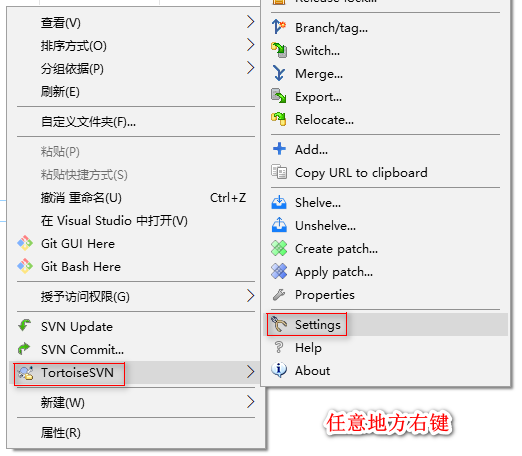 查看(V)
排序方式(O)
分组依据(P)
刷新(E)
自定义文件夹(F)...
粘贴(P)
粘贴快捷方式(S)
撤消 重命名(U) Ctrl+Z
在 Visual Studio 中打开(V)
Git GUI Here
Git Bash Here
授予访问权限(G)
SVN Update
SVN Commit...
TortoiseSVN
新建(W)
属性(R)
Release lock...
Branch/tag...
Switch...
Merge...
Export...
Relocate...
Add...
Copy URL to clipboard
Shelve...
Unshelve...
Create patch...
Apply patch...
Properties
Settings
Help
About
任意地方右键